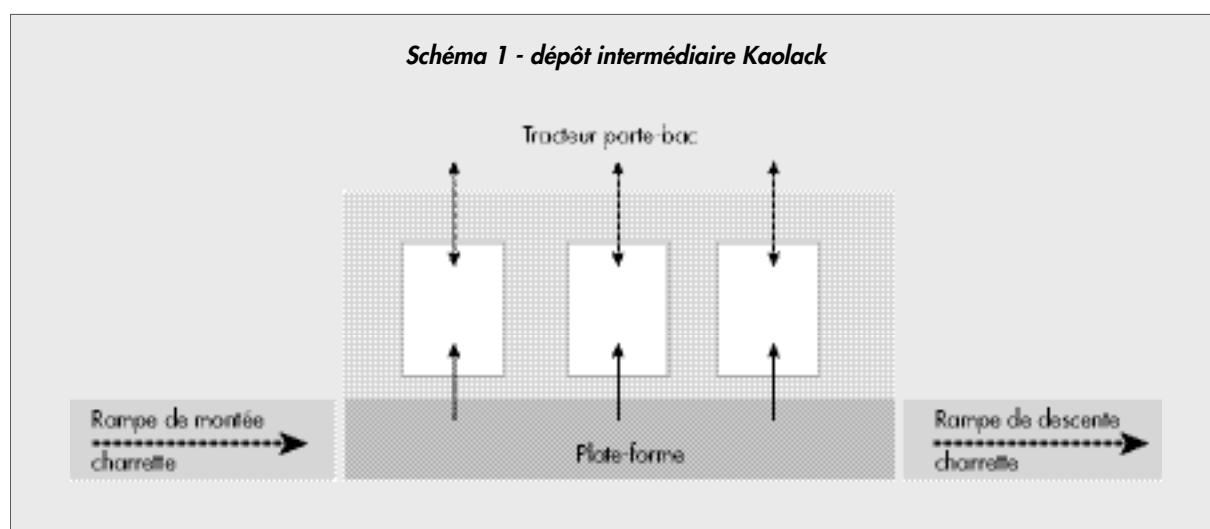 Schéma 1 - dépôt intermédiaire Kaolack
Tracteur porte-bac
Rampe de montée
charrette
Plate-forme
Rampe de descente
charrette